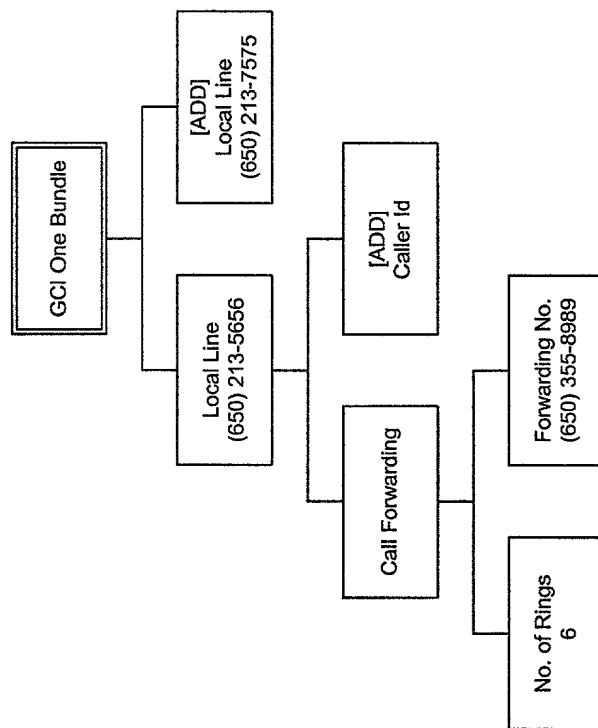 GCI One Bundle
Local Line
(650) 213-5656
[ADD]
Local Line
(650) 213-7575
Call Forwarding
[ADD]
Caller Id
No. of Rings
6
Forwarding No.
(650) 355-8989